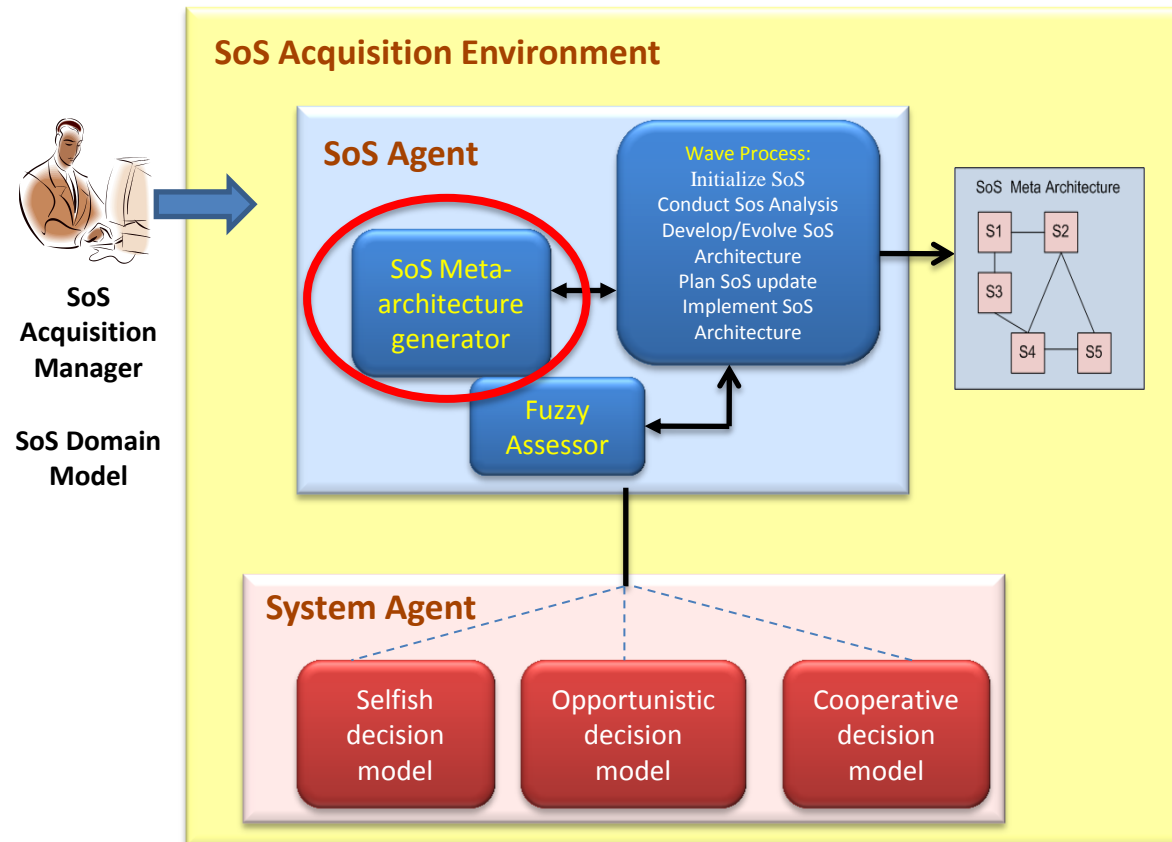 SoS Acquisition Environment
SoS
Acquisition
Manager
SoS Domain
Model
SoS Agent
SoS Meta-
architecture
generator
Wave Process:
Initialize SoS
Conduct Sos Analysis
Develop/Evolve SoS
Architecture
Plan SoS update
Implement SoS
Architecture
Fuzzy
Assessor
SoS Meta Architecture
S1
S2
S3
S4
S5
System Agent
Selfish
decision
model
Opportunistic
decision
model
Cooperative
decision
model